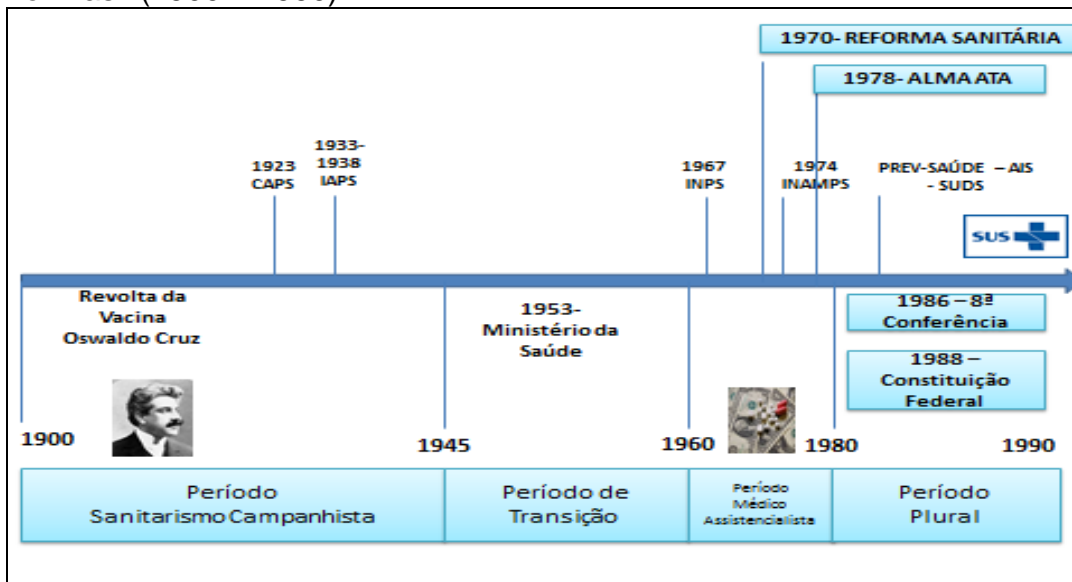 1970- REFORMA SANITÁRIA
1978- ALMA ATA
1923
CAPS
1933-
1938
IAPS
1967
INPS
1974
INAMPS
PREV-SAÚDE – AIS
- SUDS
SUS
Revolta da
Vacina
Oswaldo Cruz
1953-
Ministério da
Saúde
1986 – 8ª
Conferência
1988 –
Constituição
Federal
1900
1945
1960
1980
1990
Período
Sanitarismo Campanhista
Período de
Transição
Período
Médico
Assistencialista
Período
Plural